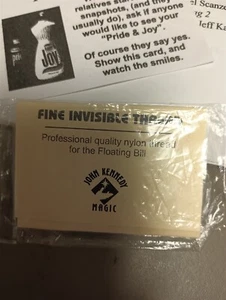 snapshots, (and they
usually do), ask if anyone
would like to see your
"Pride & Joy".
Of course they say yes.
Show this card, and
watch the smiles.
JOY
FINE INVISIBLE THREAD
Professional quality nylon thread
for the Floating Bill
JOHN KENNEDY
MAGIC